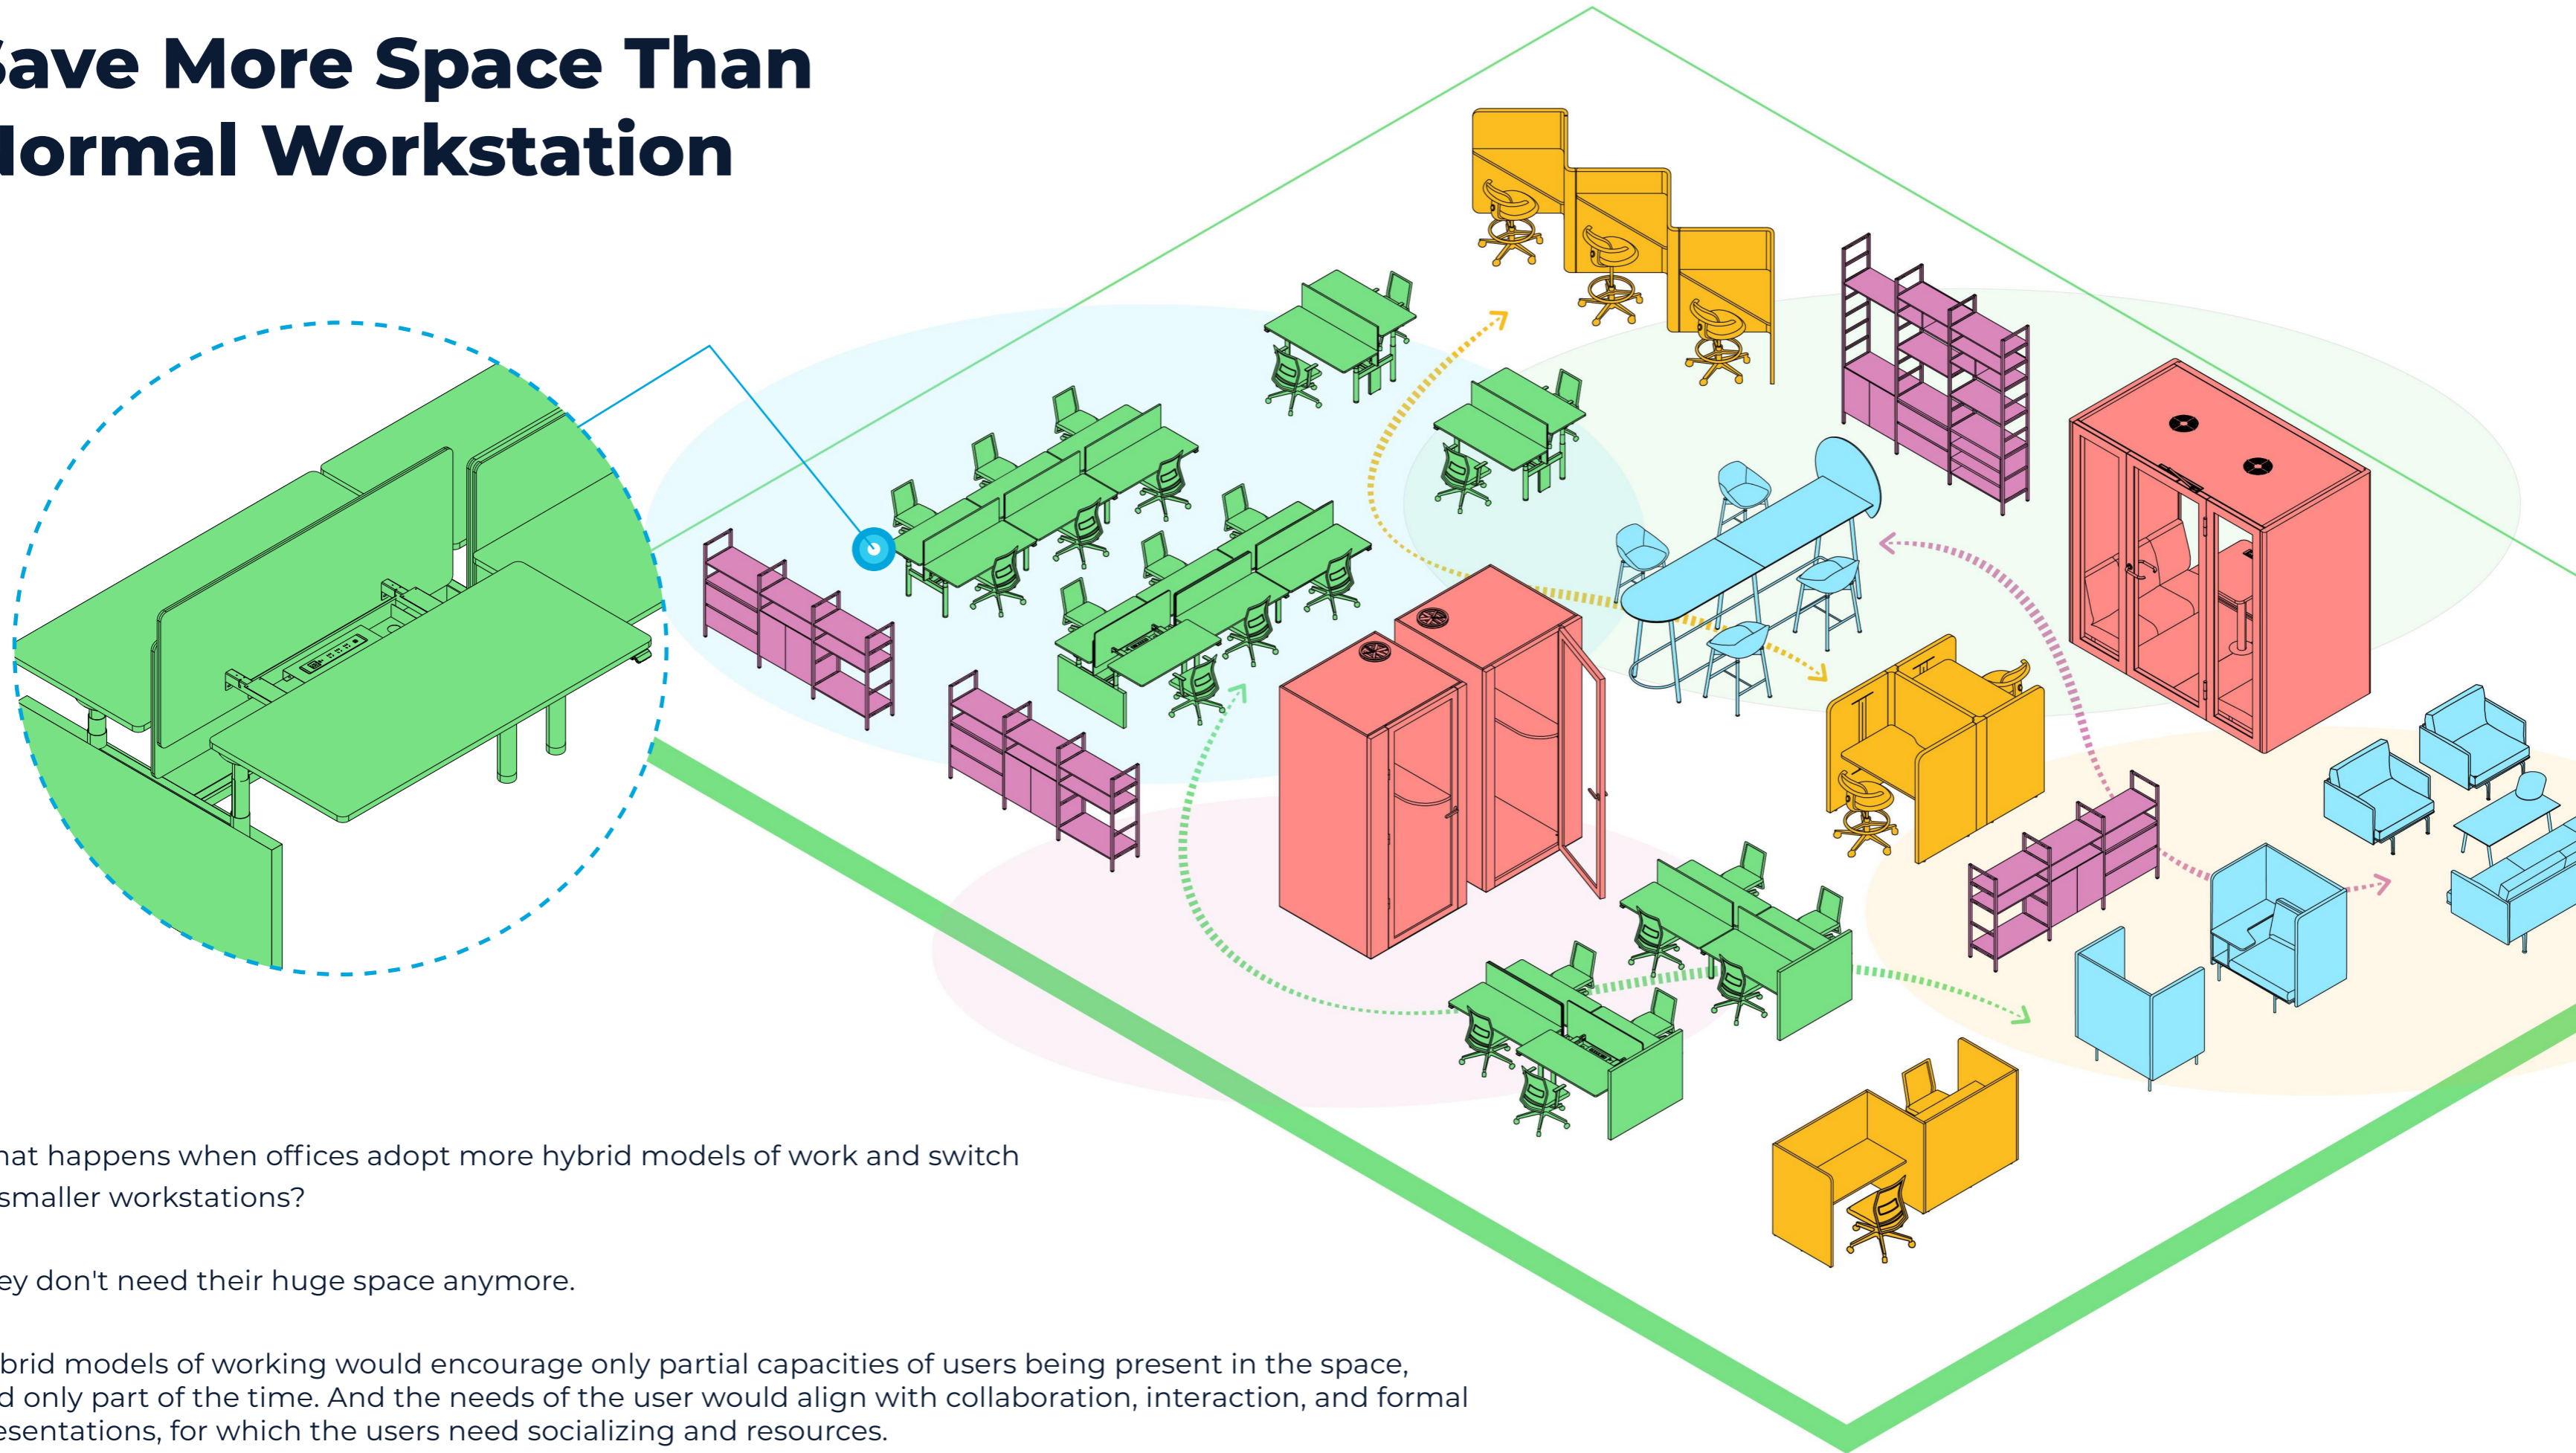 Save More Space Than
Normal Workstation
hat happens when offices adopt more hybrid models of work and switch
smaller workstations?
ey don't need their huge space anymore.
brid models of working would encourage only partial capacities of users being present in the space,
d only part of the time. And the needs of the user would align with collaboration, interaction, and formal
esentations, for which the users need socializing and resources.